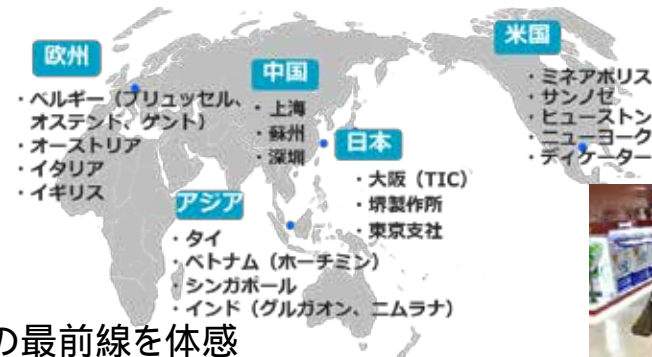 欧州
・ベルギー（ブリュッセル、
オステント、ゲント）
・オーストリア
・イタリア
・イギリス
中国
・上海
・蘇州
・深圳
日本
・大阪（TIC）
・堺製作所
・東京支社
米国
・ミネアポリス
・サンノゼ
・ヒューストン
・ニューヨーク
・ディケーター
アジア
・タイ
・ベトナム（ホーチミン）
・シンガポール
・インド（グルガオン、ニムラナ）
の最前線を体感